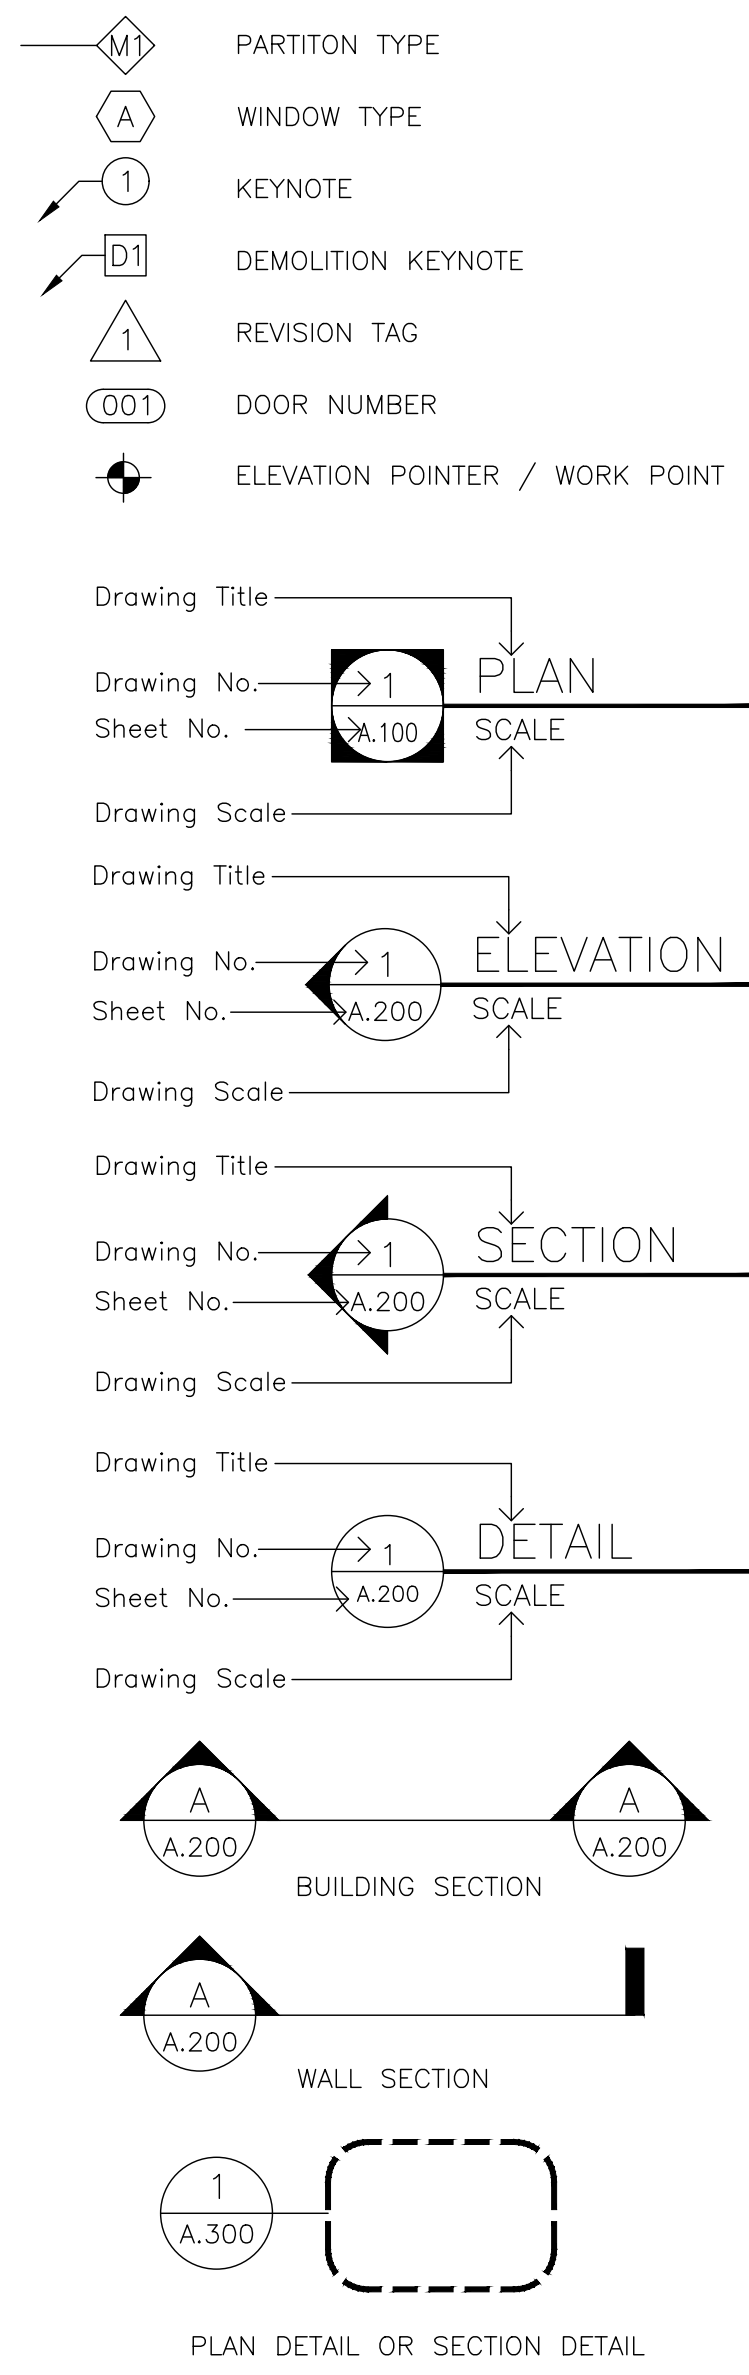 M1 PARTITON TYPE
A WINDOW TYPE
1 KEYNOTE
D1 DEMOLITION KEYNOTE
1 REVISION TAG
001 DOOR NUMBER
ELEVATION POINTER / WORK POINT
Drawing Title
Drawing No. 1 PLAN
Sheet No. A.100 SCALE
Drawing Scale
Drawing Title
Drawing No. 1 ELEVATION
Sheet No. A.200 SCALE
Drawing Scale
Drawing Title
Drawing No. 1 SECTION
Sheet No. A.200 SCALE
Drawing Scale
Drawing Title
Drawing No. 1 DETAIL
Sheet No. A.200 SCALE
Drawing Scale
A A
A.200 A.200
BUILDING SECTION
A
A.200
WALL SECTION
1
A.300
PLAN DETAIL OR SECTION DETAIL